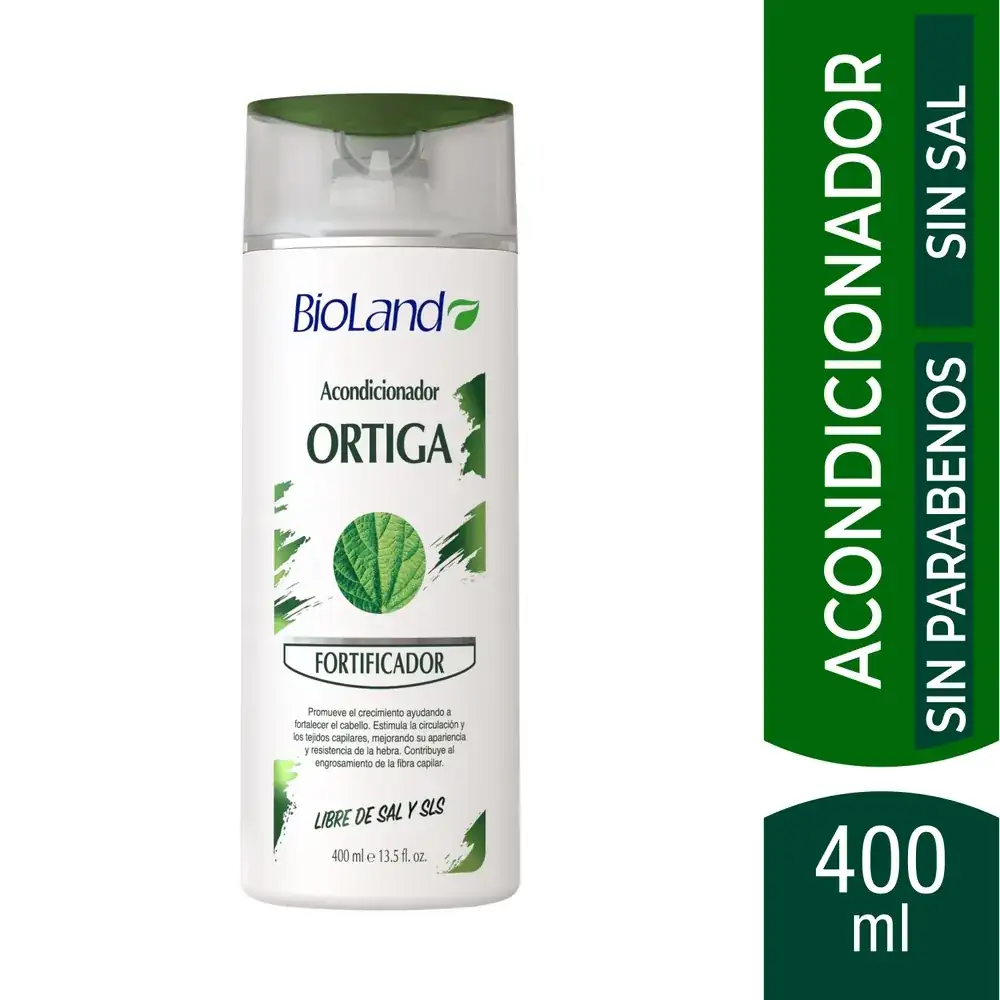 BioLand
Acondicionador
ORTIGA
FORTIFICADOR
Promueve el crecimiento ayudando a
fortalecer el cabello. Estimula la circulación y
los tejidos capilares, mejorando su apariencia
y resistencia de la hebra. Contribuye al
engrosamiento de la fibra capilar.
LIBRE DE SAL Y SLS
400 ml e 13.5 fl. oz.
ACONDICIONADOR
SIN SAL
SIN PARABENOS
400
ml